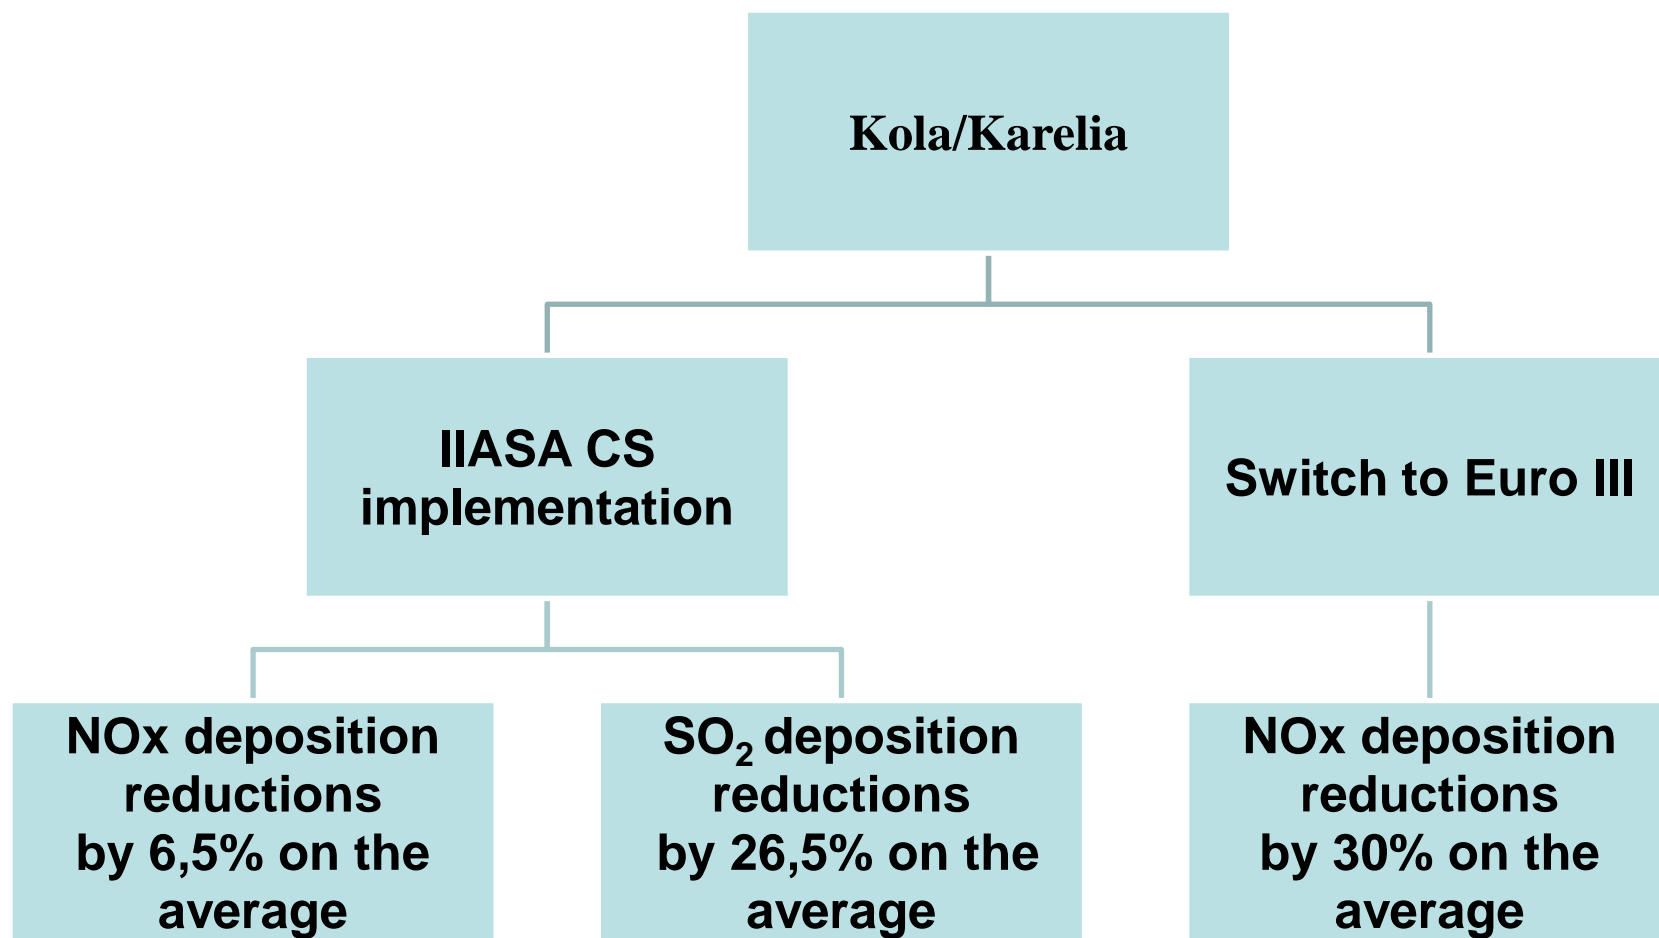 Kola/Karelia
IIASA CS
implementation
Switch to Euro III
NOx deposition
reductions
by 6,5% on the
average
SO₂ deposition
reductions
by 26,5% on the
average
NOx deposition
reductions
by 30% on the
average